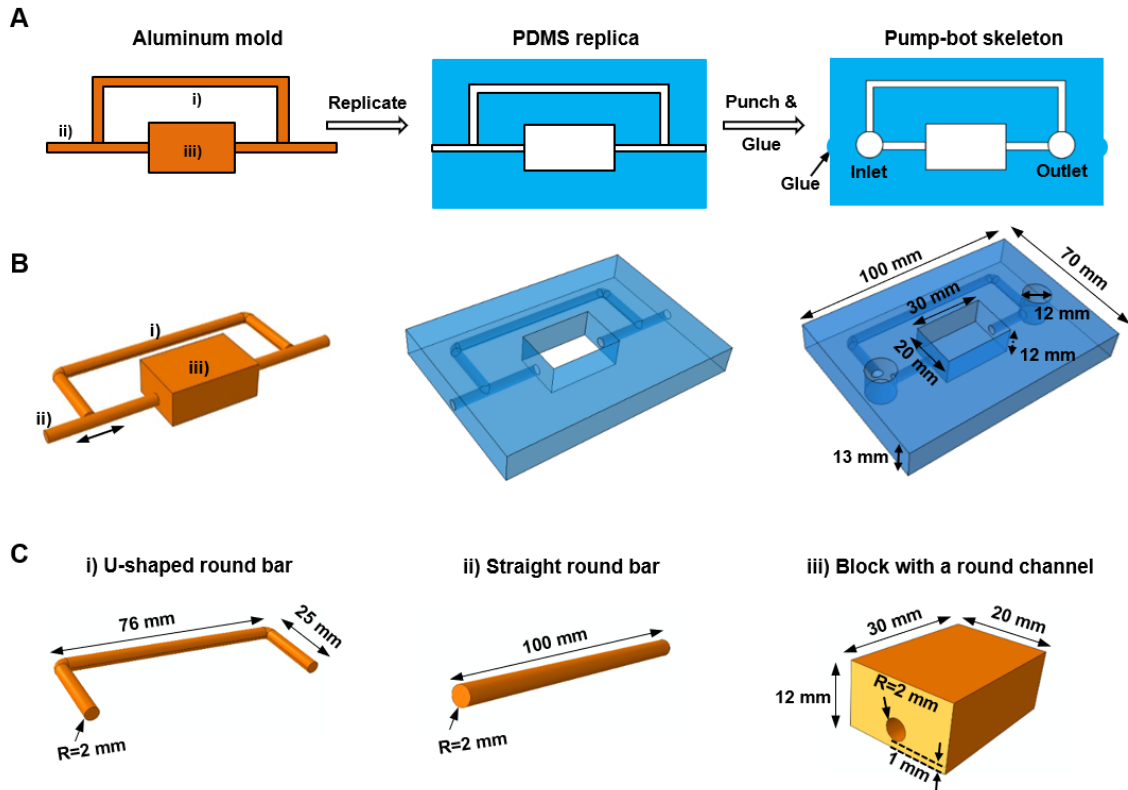 A
Aluminum mold
PDMS replica
Pump-bot skeleton
i)
ii)
iii)
Replicate
Punch &
Glue
Glue
Inlet
Outlet
B
i)
iii)
ii)
100 mm
70 mm
30 mm
12 mm
20 mm
12 mm
13 mm
C
i) U-shaped round bar
ii) Straight round bar
iii) Block with a round channel
76 mm
25 mm
R=2 mm
100 mm
R=2 mm
30 mm
20 mm
12 mm
R=2 mm
1 mm